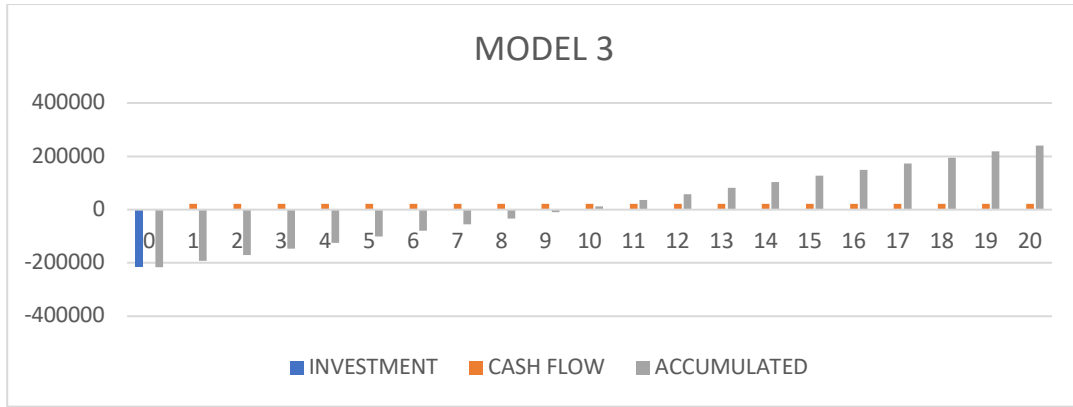 MODEL 3
400000
200000
0
-200000
-400000
0 1 2 3 4 5 6 7 8 9 10 11 12 13 14 15 16 17 18 19 20
INVESTMENT CASH FLOW ACCUMULATED